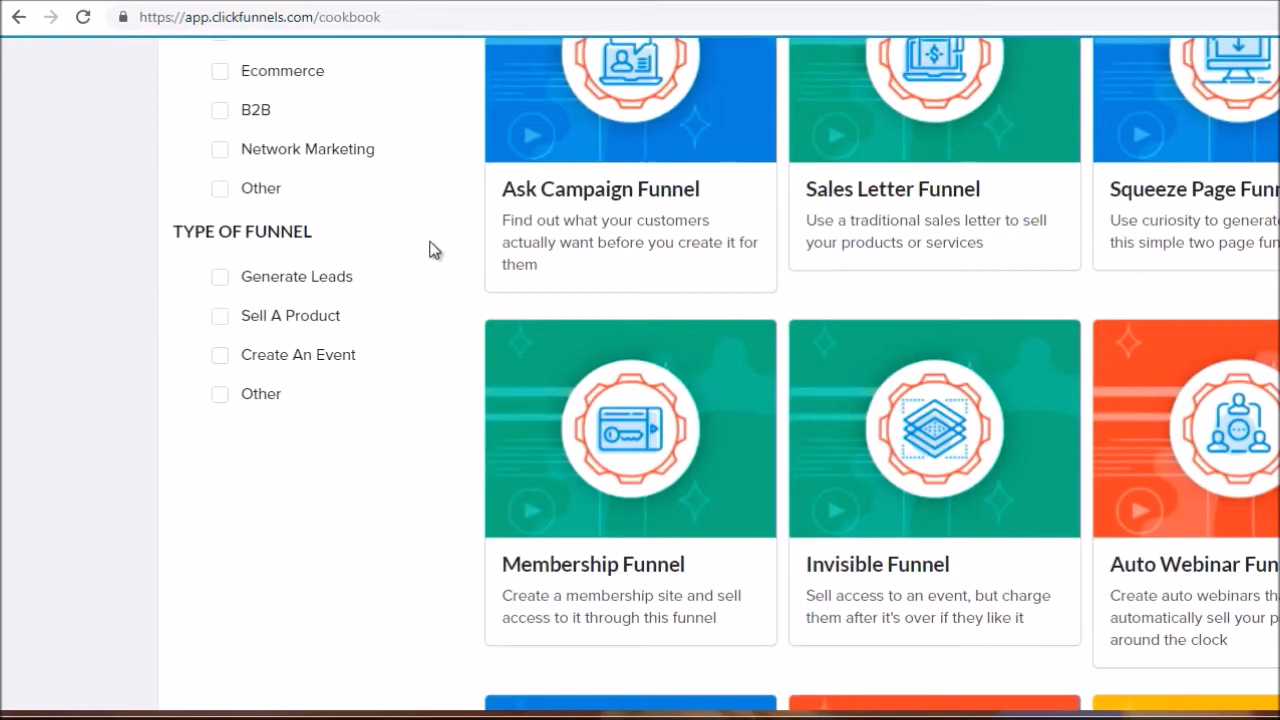 https://app.clickfunnels.com/cookbook
Ecommerce
B2B
Network Marketing
Other
TYPE OF FUNNEL
Generate Leads
Sell A Product
Create An Event
Other
Ask Campaign Funnel
Find out what your customers
actually want before you create it for
them
Sales Letter Funnel
Use a traditional sales letter to sell
your products or services
Squeeze Page Fun
Use curiosity to generat
this simple two page fun
Membership Funnel
Create a membership site and sell
access to it through this funnel
Invisible Funnel
Sell access to an event, but charge
them after it's over if they like it
Auto Webinar Fun
Create auto webinars th
automatically sell your p
around the clock